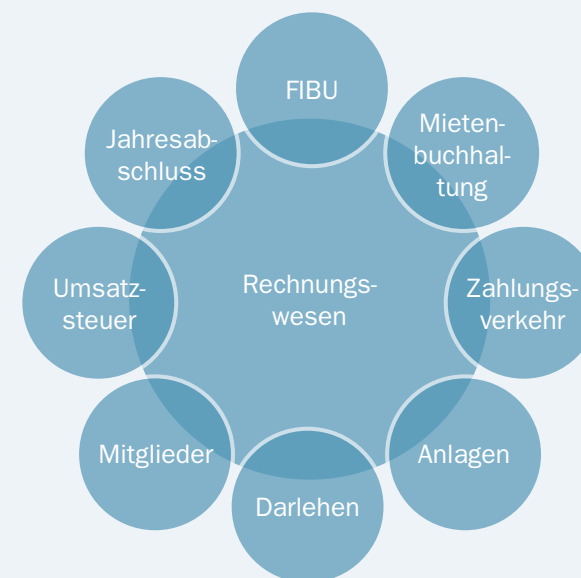 FIBU
Mieten-
buchhal-
tung
Zahlungs-
verkehr
Anlagen
Darlehen
Mitglieder
Umsatz-
steuer
Jahresab-
schluss
Rechnungs-
wesen